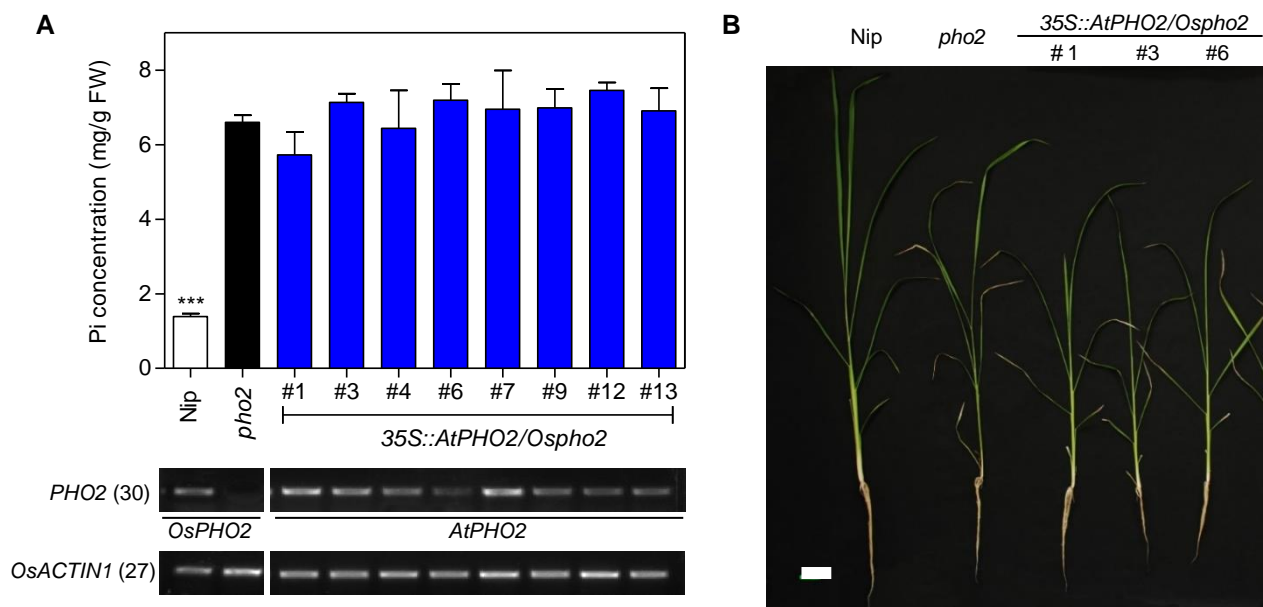 A
Pi concentration (mg/g FW)
8
6
4
2
0
***
Nip
pho2
#1 #3 #4 #6 #7 #9 #12 #13
35S::AtPHO2/Ospho2
PHO2 (30)
OsPHO2 AtPHO2
OsACTIN1 (27)
B
Nip pho2 35S::AtPHO2/Ospho2
# 1 #3 #6